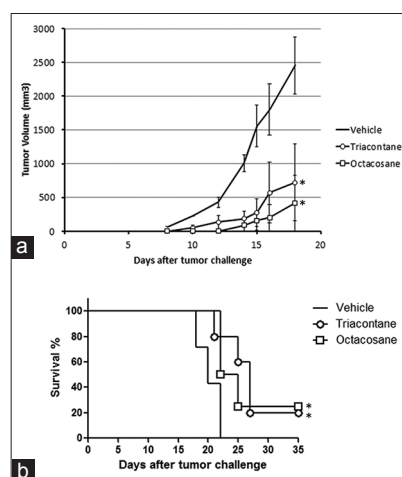 3000
2500
2000
1500
1000
500
0
Tumor Volume (mm3)
0 5 10 15 20
Days after tumor challenge
Vehicle
Triacontane
Octacosane
*
*
a
100
80
60
40
20
0
Survival %
0 5 10 15 20 25 30 35
Days after tumor challenge
Vehicle
Triacontane
Octacosane
*
*
b